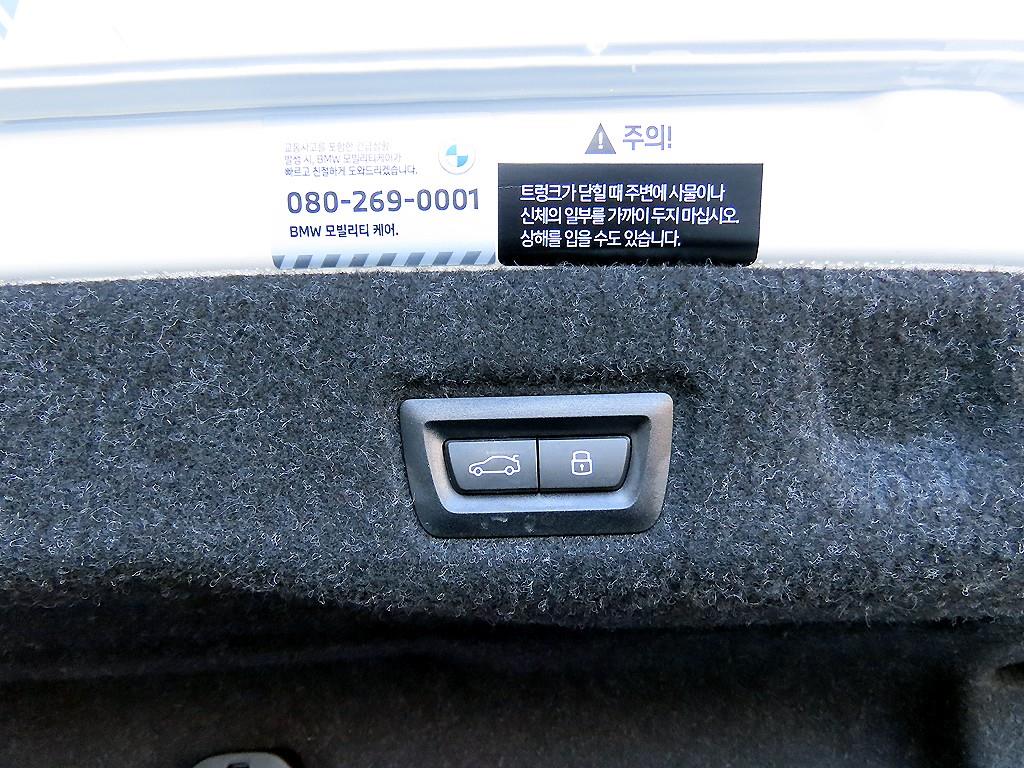 교통사고를 포함한 긴급상황
발생 시, BMW 모빌리티케어가
빠르고 친절하게 도와드리겠습니다.
080-269-0001
BMW 모빌리티 케어.
주의!
트렁크가 닫힐 때 주변에 사물이나
신체의 일부를 가까이 두지 마십시오.
상해를 입을 수도 있습니다.